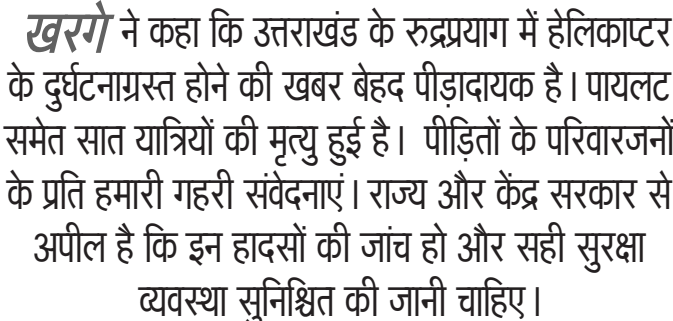 खरगे ने कहा कि उत्तराखंड के रुद्रप्रयाग में हेलिकाप्टर
के दुर्घटनाग्रस्त होने की खबर बेहद पीड़ादायक है। पायलट
समेत सात यात्रियों की मृत्यु हुई है। पीड़ितों के परिवारजनों
के प्रति हमारी गहरी संवेदनाएं। राज्य और केंद्र सरकार से
अपील है कि इन हादसों की जांच हो और सही सुरक्षा
व्यवस्था सुनिश्चित की जानी चाहिए।